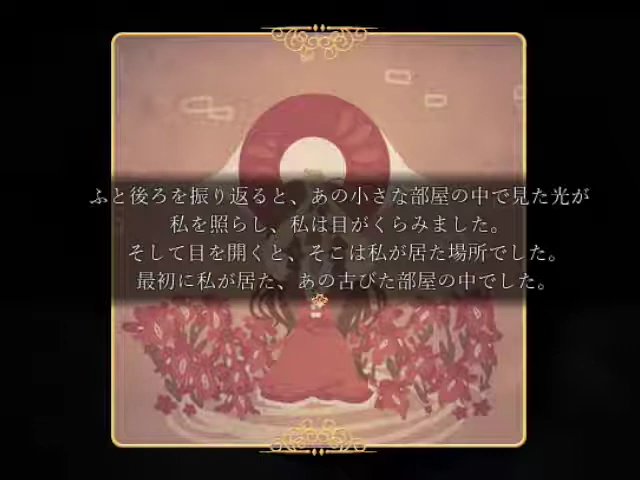 ふと後ろを振り返ると、あの小さな部屋の中で見た光が
私を照らし、私は目がくらみました。
そして目を開くと、そこは私が居た場所でした。
最初に私が居た、あの古びた部屋の中でした。